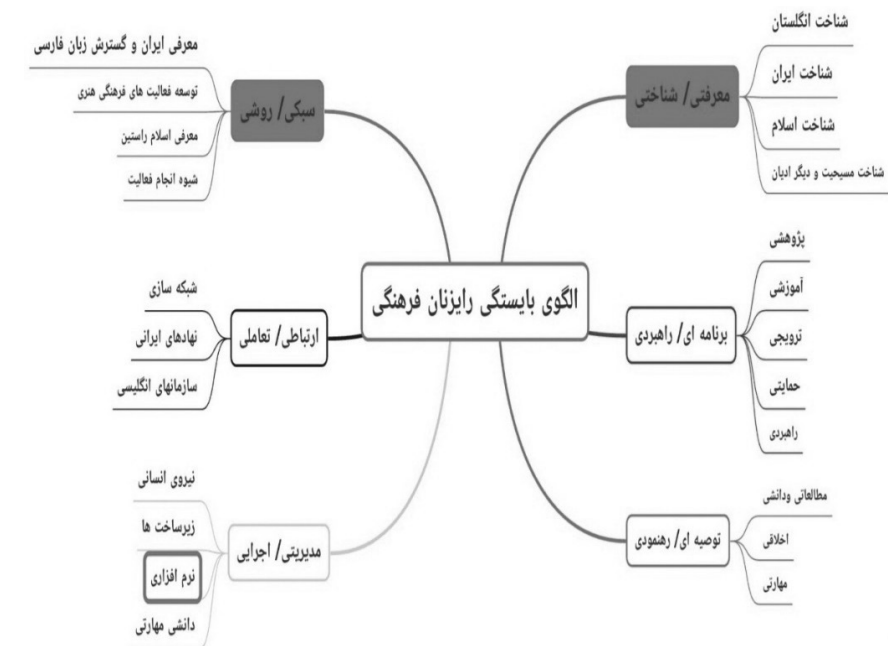 الگوی بایستگی رایزنان فرهنگی
معرفتی/ شناختی
شناخت انگلستان
شناخت ایران
شناخت اسلام
شناخت مسیحیت و دیگر ادیان
برنامه ای/ راهبردی
پژوهشی
آموزشی
ترویجی
حمایتی
راهبردی
توصیه ای/ رهنمودی
مطالعاتی ودانشی
اخلاقی
مهارتی
سبکی/ روشی
معرفی ایران و گسترش زبان فارسی
توسعه فعالیت های فرهنگی هنری
معرفی اسلام راستین
شیوه انجام فعالیت
ارتباطی/ تعاملی
شبکه سازی
نهادهای ایرانی
سازمانهای انگلیسی
مدیریتی/ اجرایی
نیروی انسانی
زیرساخت ها
نرم افزاری
دانشی مهارتی